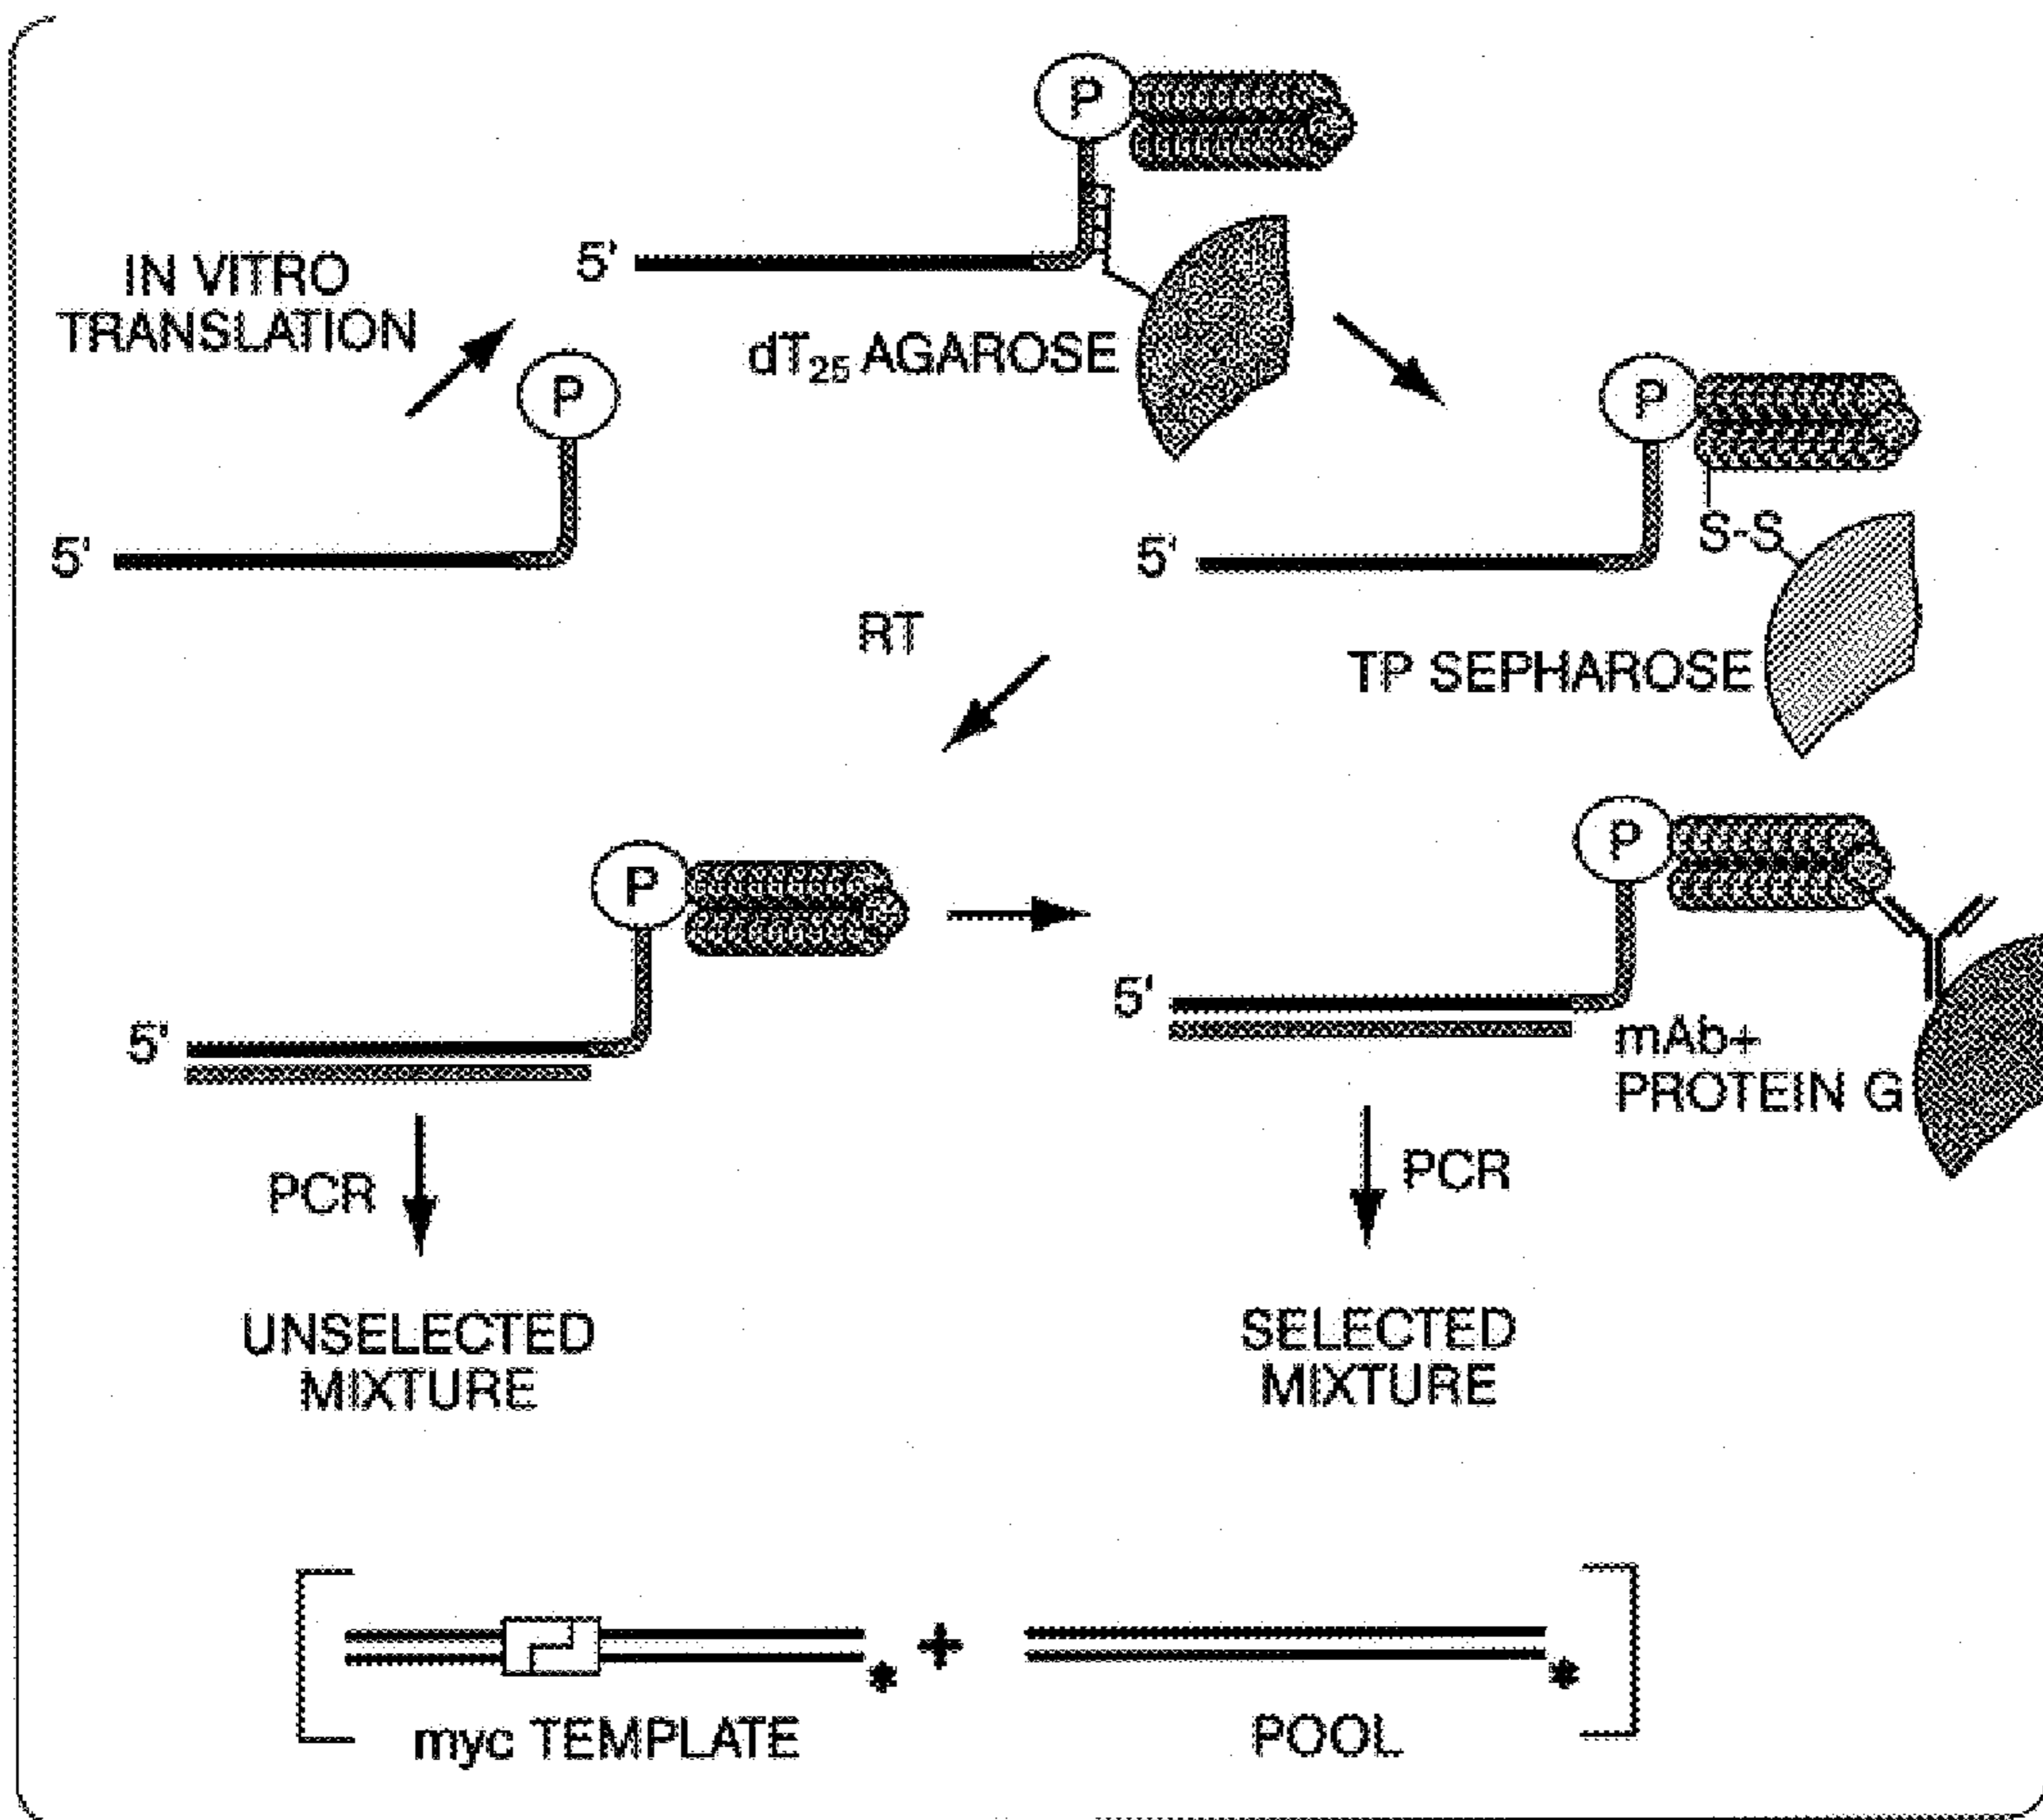 P
IN VITRO
TRANSLATION
5'
dT₂₅ AGAROSE
P
5'
P
S-S
5'
TP SEPHAROSE
RT
P
5'
P
5'
mAb+
PROTEIN G
PCR
PCR
UNSELECTED
MIXTURE
SELECTED
MIXTURE
* + *
myc TEMPLATE
POOL